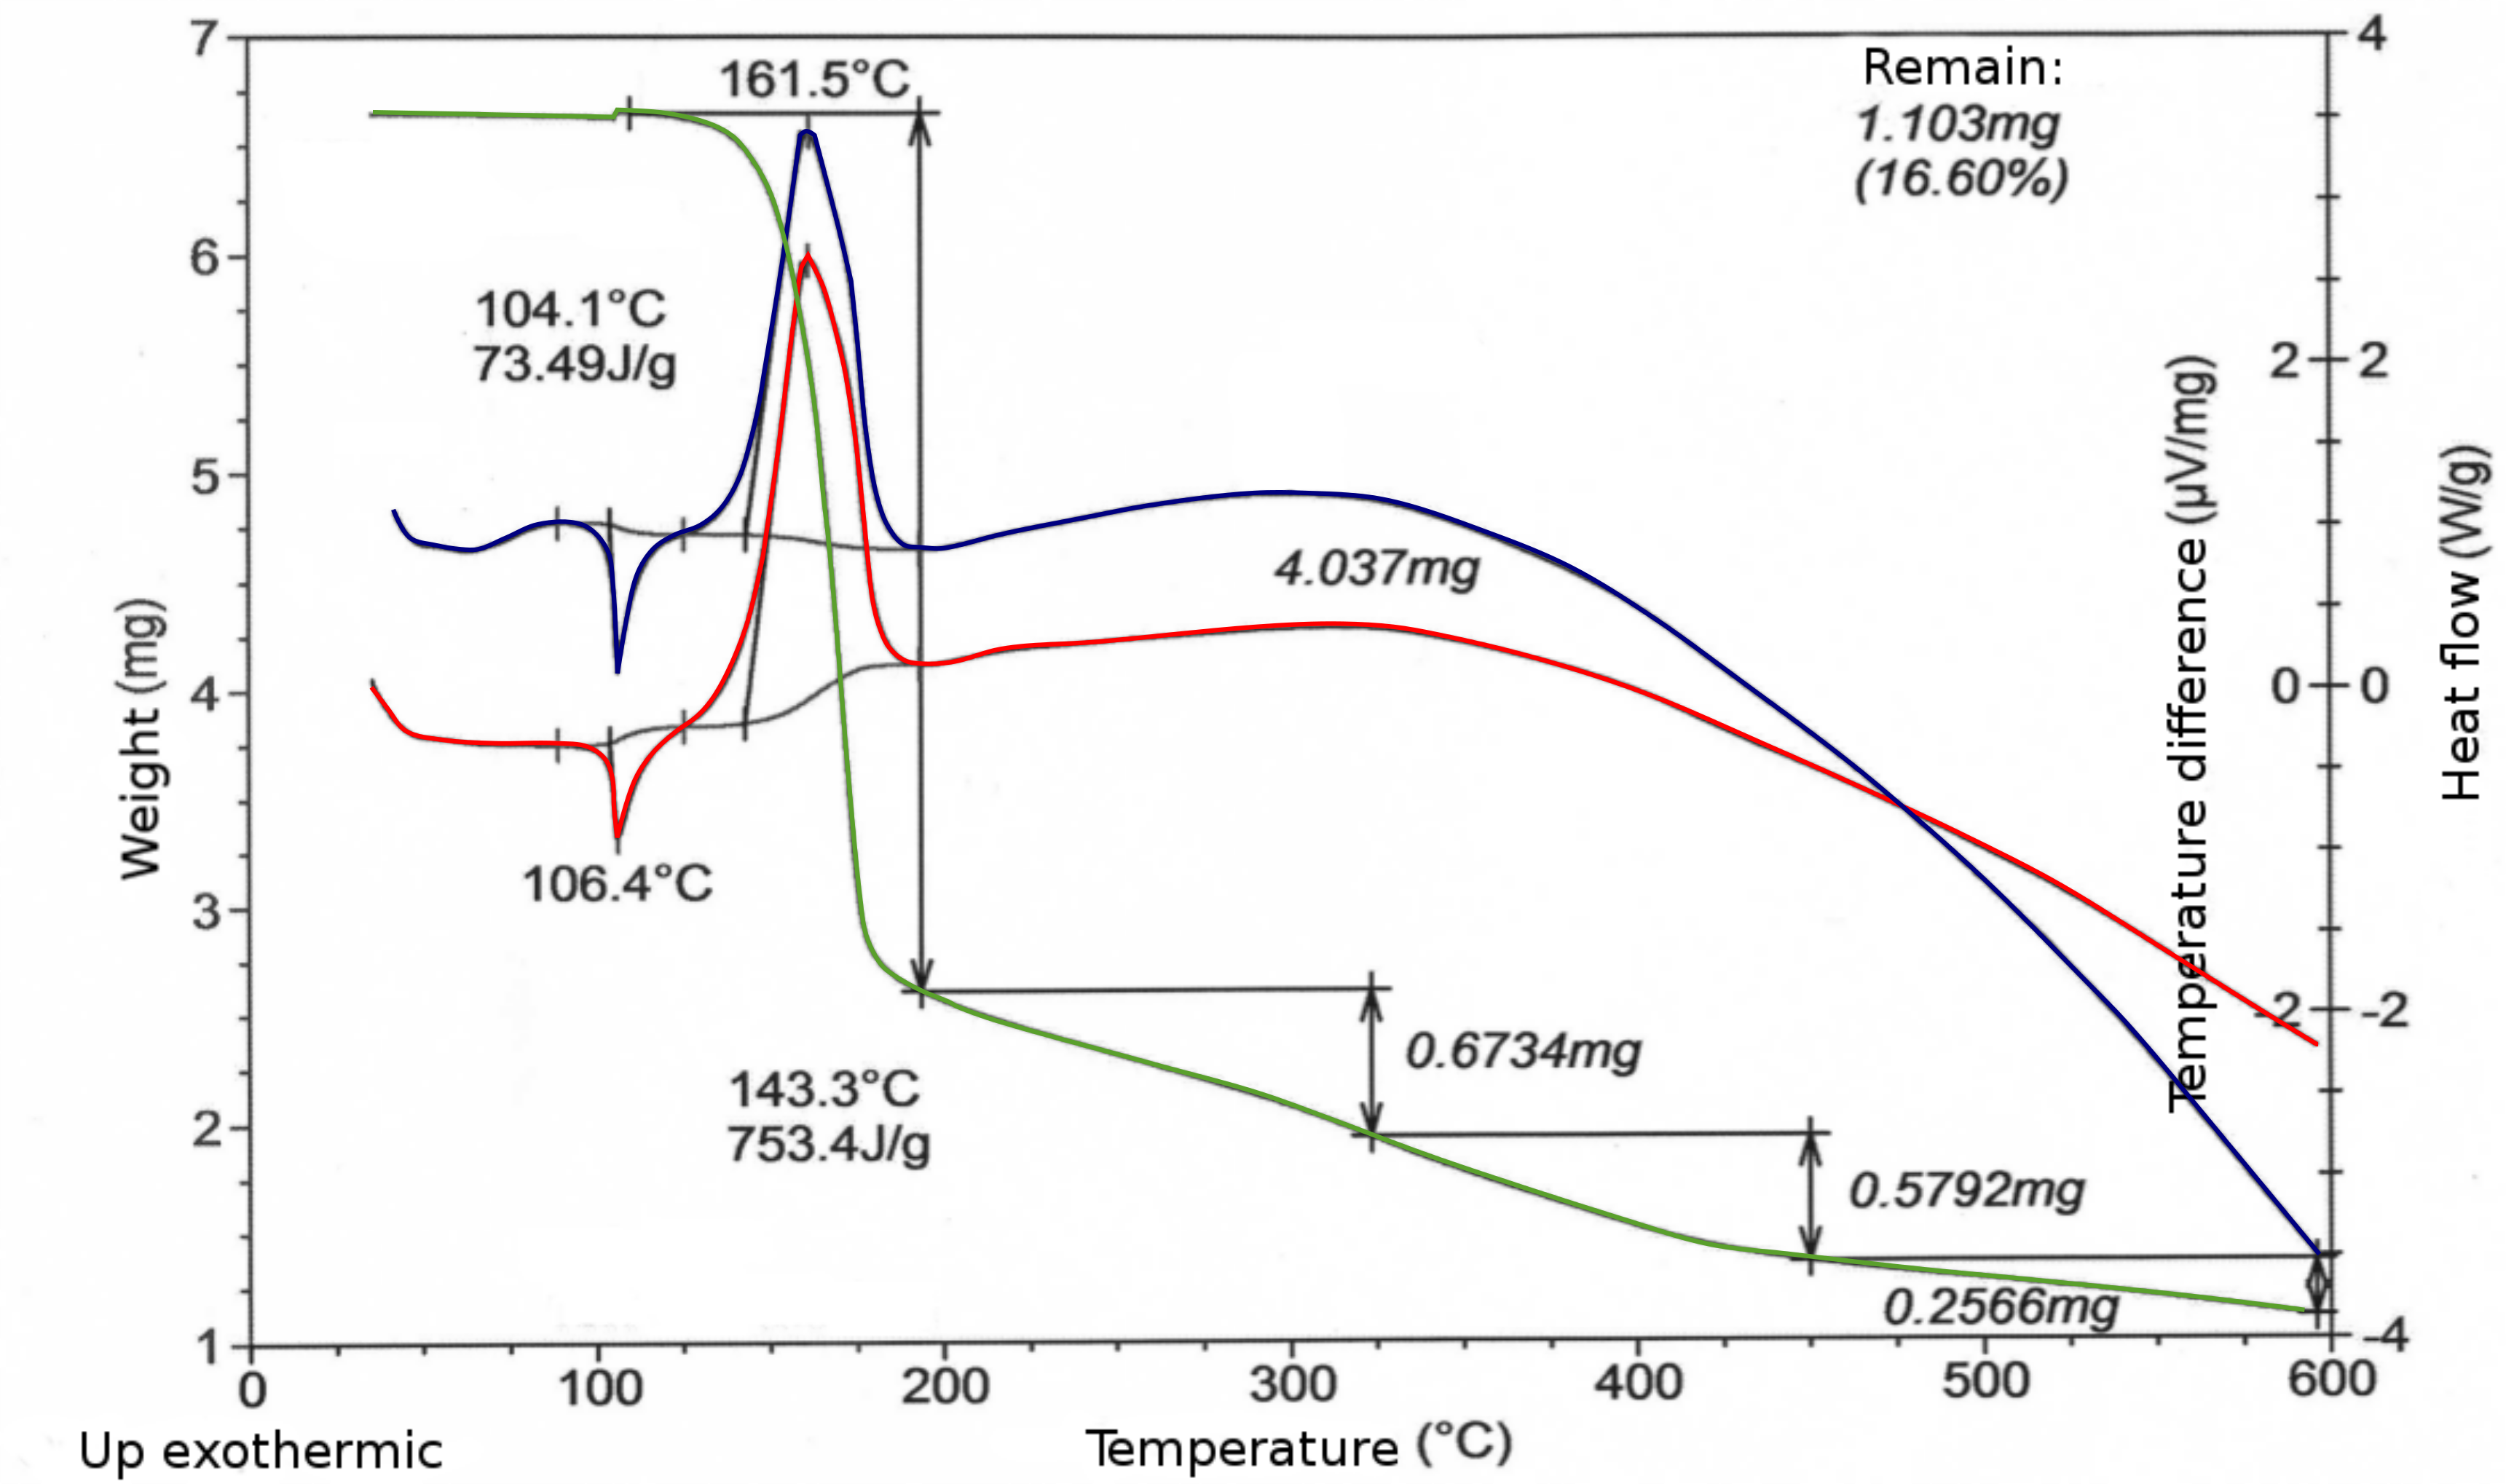 7
6
5
4
3
2
1
Weight (mg)
161.5°C
104.1°C
73.49J/g
106.4°C
143.3°C
753.4J/g
4.037mg
0.6734mg
0.5792mg
0.2566mg
Remain:
1.103mg
(16.60%)
2
0
-2
Temperature difference (µV/mg)
4
2
0
-2
-4
Heat flow (W/g)
0 100 200 300 400 500 600
Temperature (°C)
Up exothermic